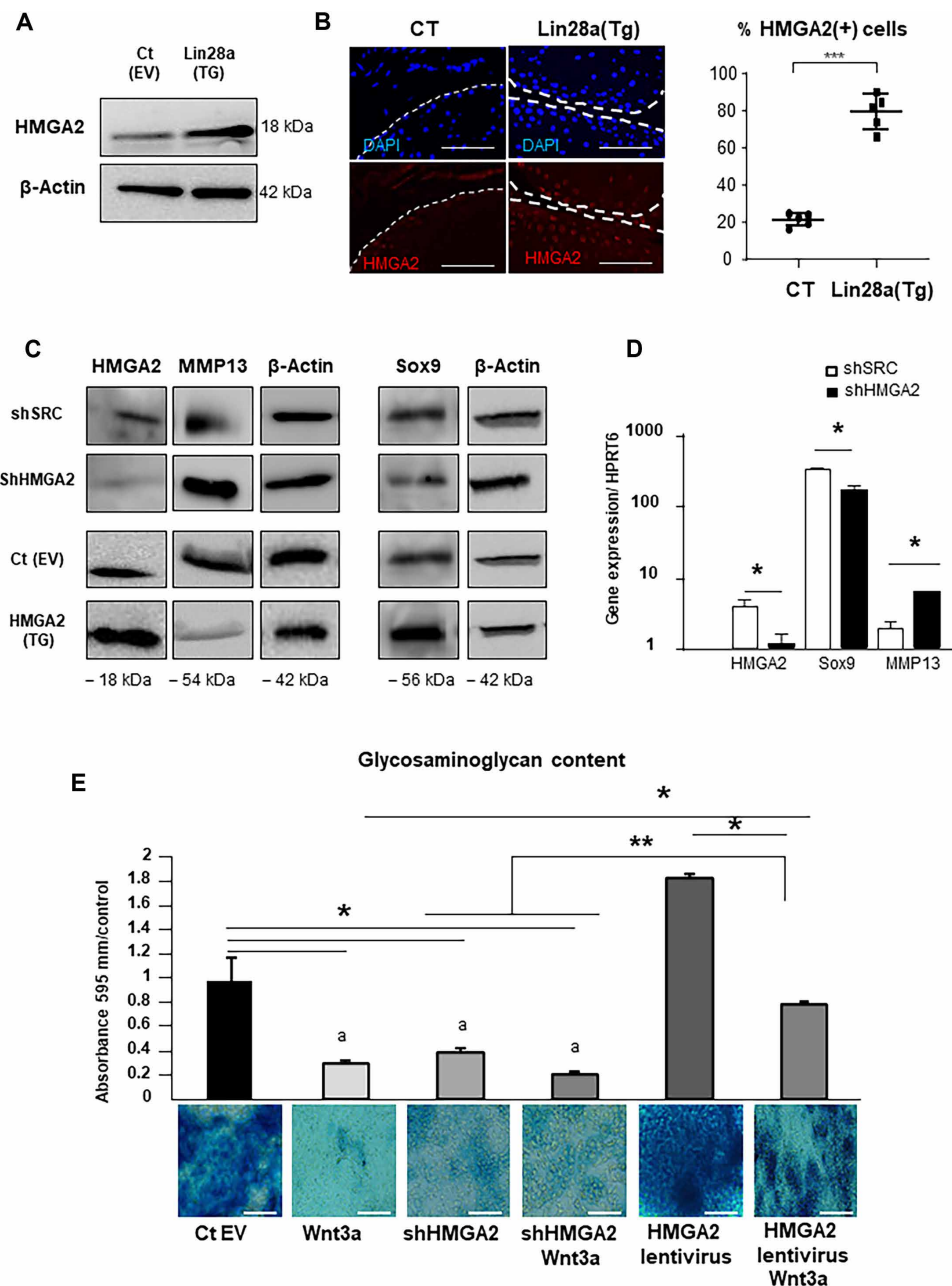 A
Ct
(EV)
Lin28a
(TG)
HMGA2
18 kDa
β-Actin
42 kDa
B
CT
Lin28a(Tg)
DAPI
DAPI
HMGA2
HMGA2
% HMGA2(+) cells
***
100
80
60
40
20
0
CT
Lin28a(Tg)
C
HMGA2
MMP13
β-Actin
Sox9
β-Actin
shSRC
ShHMGA2
Ct (EV)
HMGA2
(TG)
– 18 kDa
– 54 kDa
– 42 kDa
– 56 kDa
– 42 kDa
D
shSRC
shHMGA2
Gene expression/ HPRT6
1000
100
10
1
*
*
*
HMGA2
Sox9
MMP13
E
Glycosaminoglycan content
Absorbance 595 mm/control
2
1.8
1.6
1.4
1.2
1
0.8
0.6
0.4
0.2
0
*
*
**
*
a
a
a
Ct EV
Wnt3a
shHMGA2
shHMGA2
Wnt3a
HMGA2
lentivirus
HMGA2
lentivirus
Wnt3a